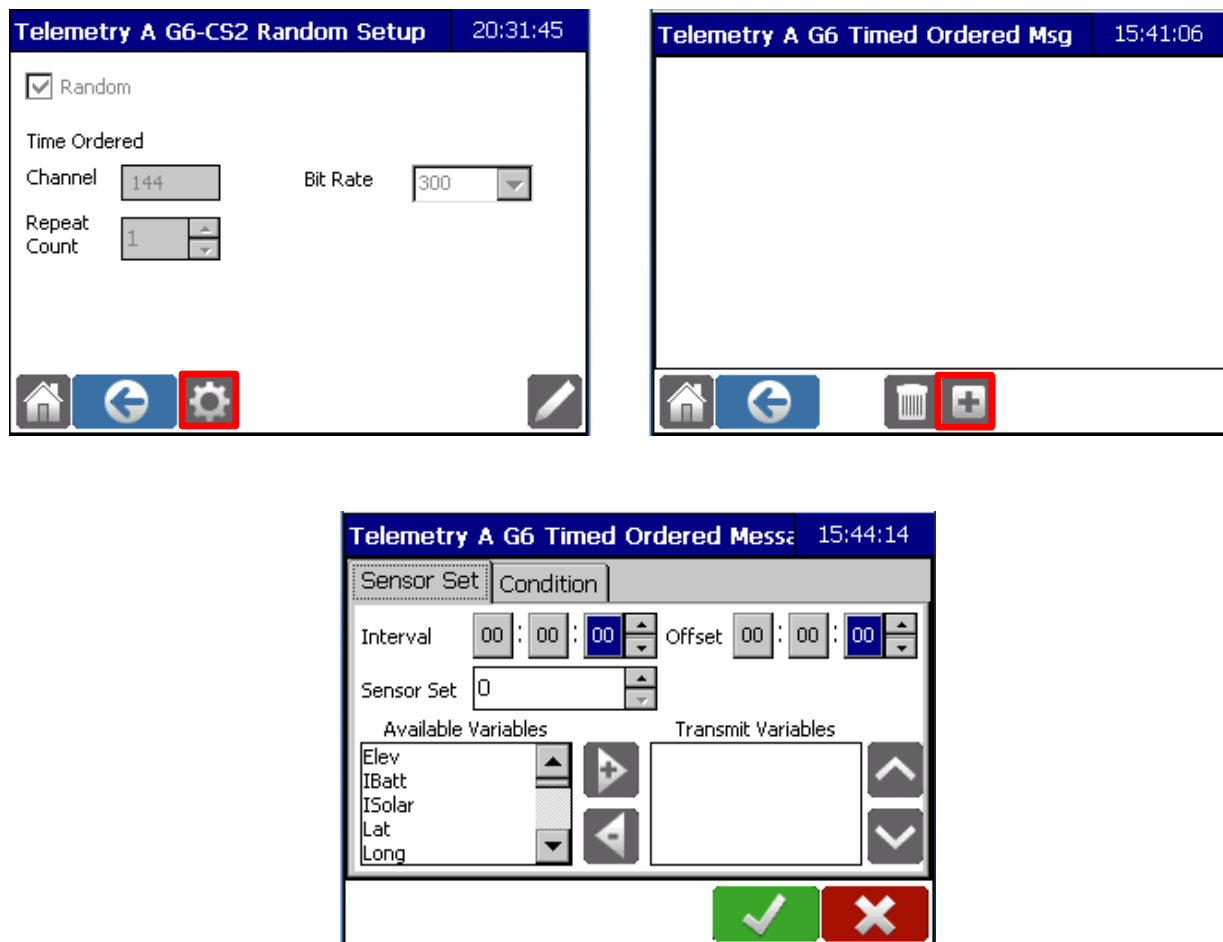 Telemetry A G6-CS2 Random Setup 20:31:45
Random
Time Ordered
Channel 144 Bit Rate 300
Repeat
Count 1
Telemetry A G6 Timed Ordered Msg 15:41:06
Telemetry A G6 Timed Ordered Messa 15:44:14
Sensor Set Condition
Interval 00 : 00 : 00 Offset 00 : 00 : 00
Sensor Set 0
Available Variables Transmit Variables
Elev
IBatt
ISolar
Lat
Long